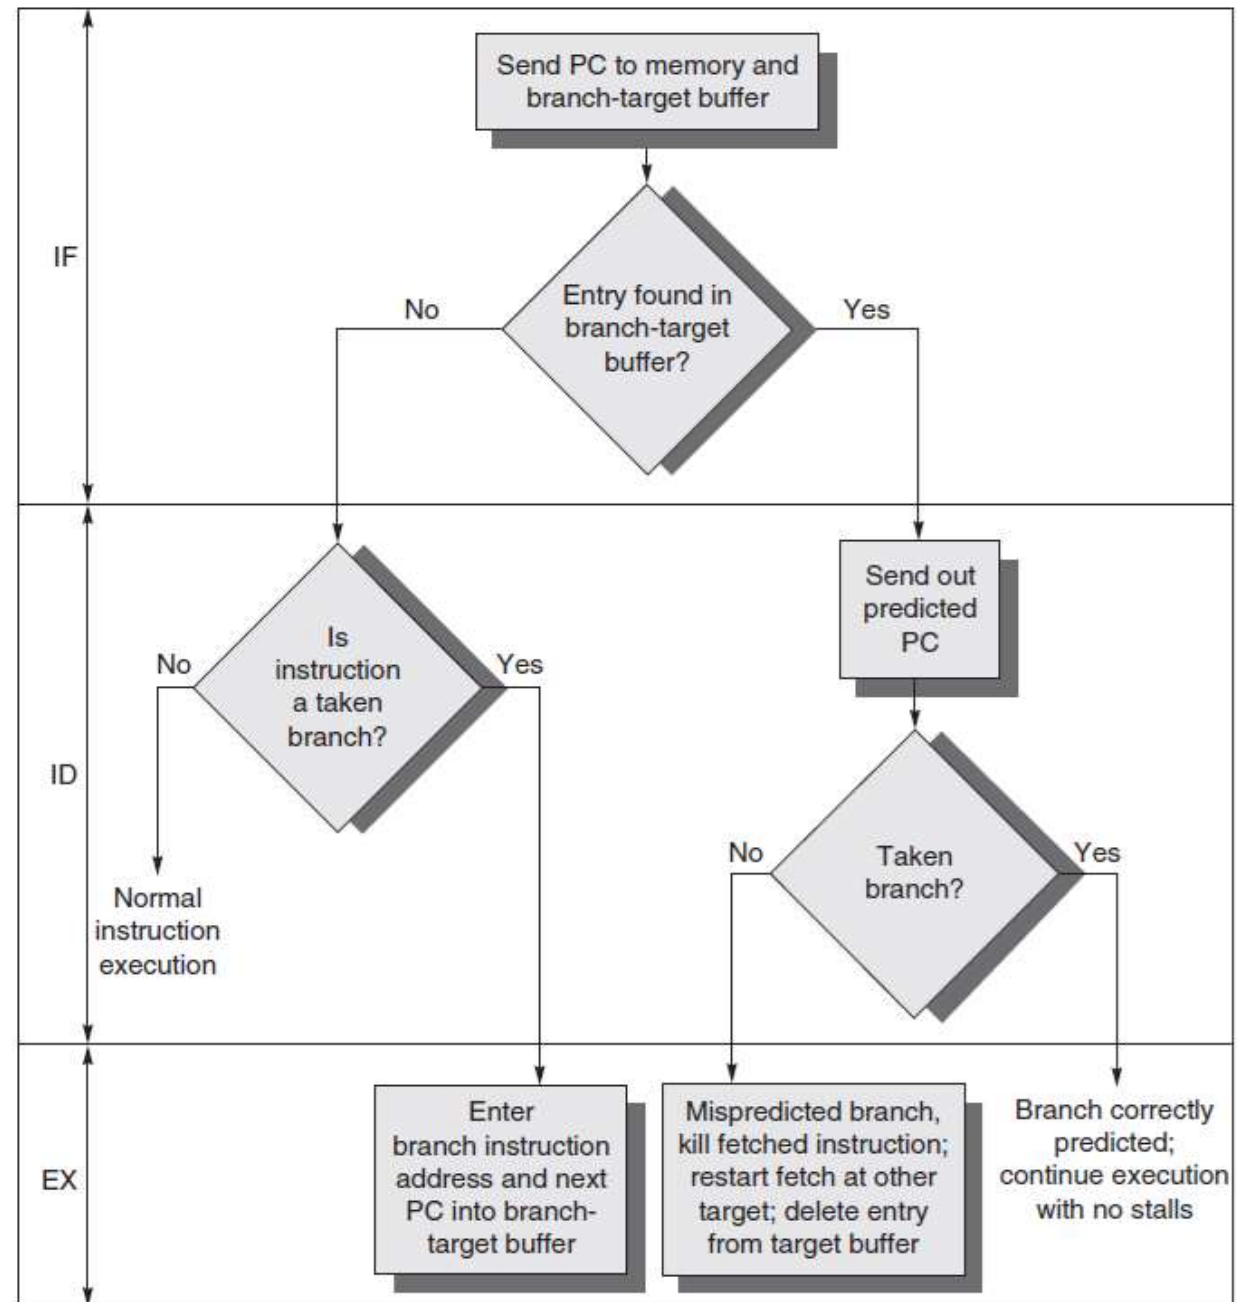 Send PC to memory and
branch-target buffer
IF
Entry found in
branch-target
buffer?
No
Yes
Is
instruction
a taken
branch?
No
Yes
Send out
predicted
PC
ID
Normal
instruction
execution
Taken
branch?
No
Yes
EX
Enter
branch instruction
address and next
PC into branch-
target buffer
Mispredicted branch,
kill fetched instruction;
restart fetch at other
target; delete entry
from target buffer
Branch correctly
predicted;
continue execution
with no stalls